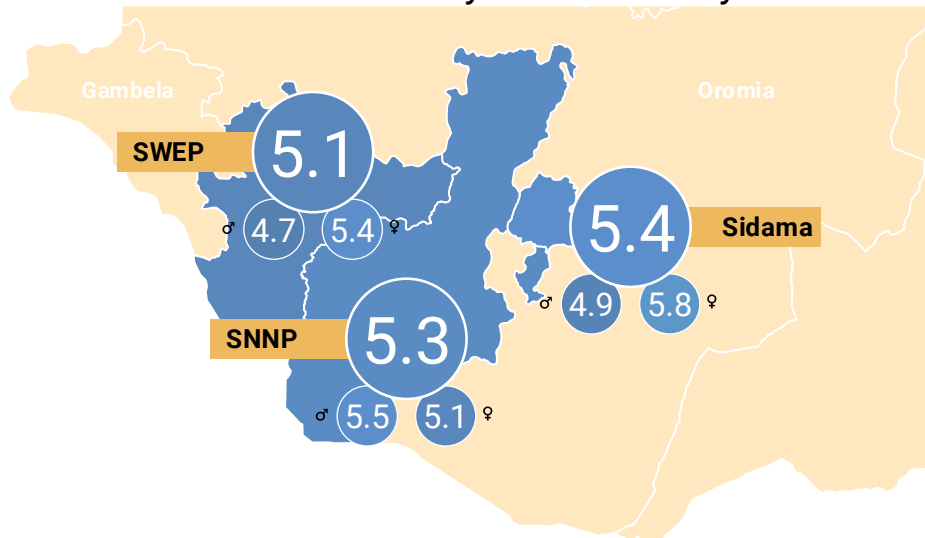 Gambela
Oromia
SWEP
5.1
♂ 4.7 5.4 ♀
5.4
Sidama
♂ 4.9 5.8 ♀
SNNP
5.3
♂ 5.5 5.1 ♀